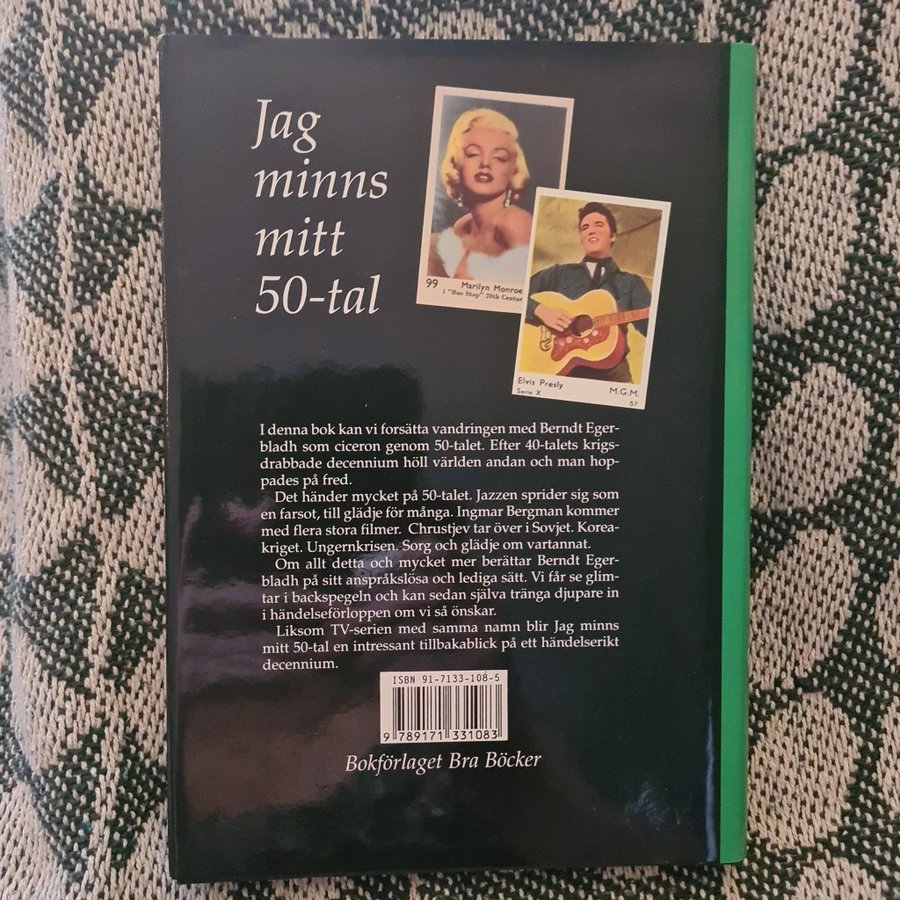 Jag
minns
mitt
50-tal
99
Marilyn Monroe
i "Bus Stop" 20th Centur
Elvis Presly
M.G.M.
Serie X
57
I denna bok kan vi forsätta vandringen med Berndt Eger-
bladh som ciceron genom 50-talet. Efter 40-talets krigs-
drabbade decennium höll världen andan och man hop-
pades på fred.
Det händer mycket på 50-talet. Jazzen sprider sig som
en farsot, till glädje för många. Ingmar Bergman kommer
med flera stora filmer. Chrustjev tar över i Sovjet. Korea-
kriget. Ungernkrisen. Sorg och glädje om vartannat.
Om allt detta och mycket mer berättar Berndt Eger-
bladh på sitt anspråkslösa och lediga sätt. Vi får se glim-
tar i backspegeln och kan sedan själva tränga djupare in
i händelseförloppen om vi så önskar.
Liksom TV-serien med samma namn blir Jag minns
mitt 50-tal en intressant tillbakablick på ett händelserikt
decennium.
ISBN 91-7133-108-5
9 789171 331083
Bokförlaget Bra Böcker